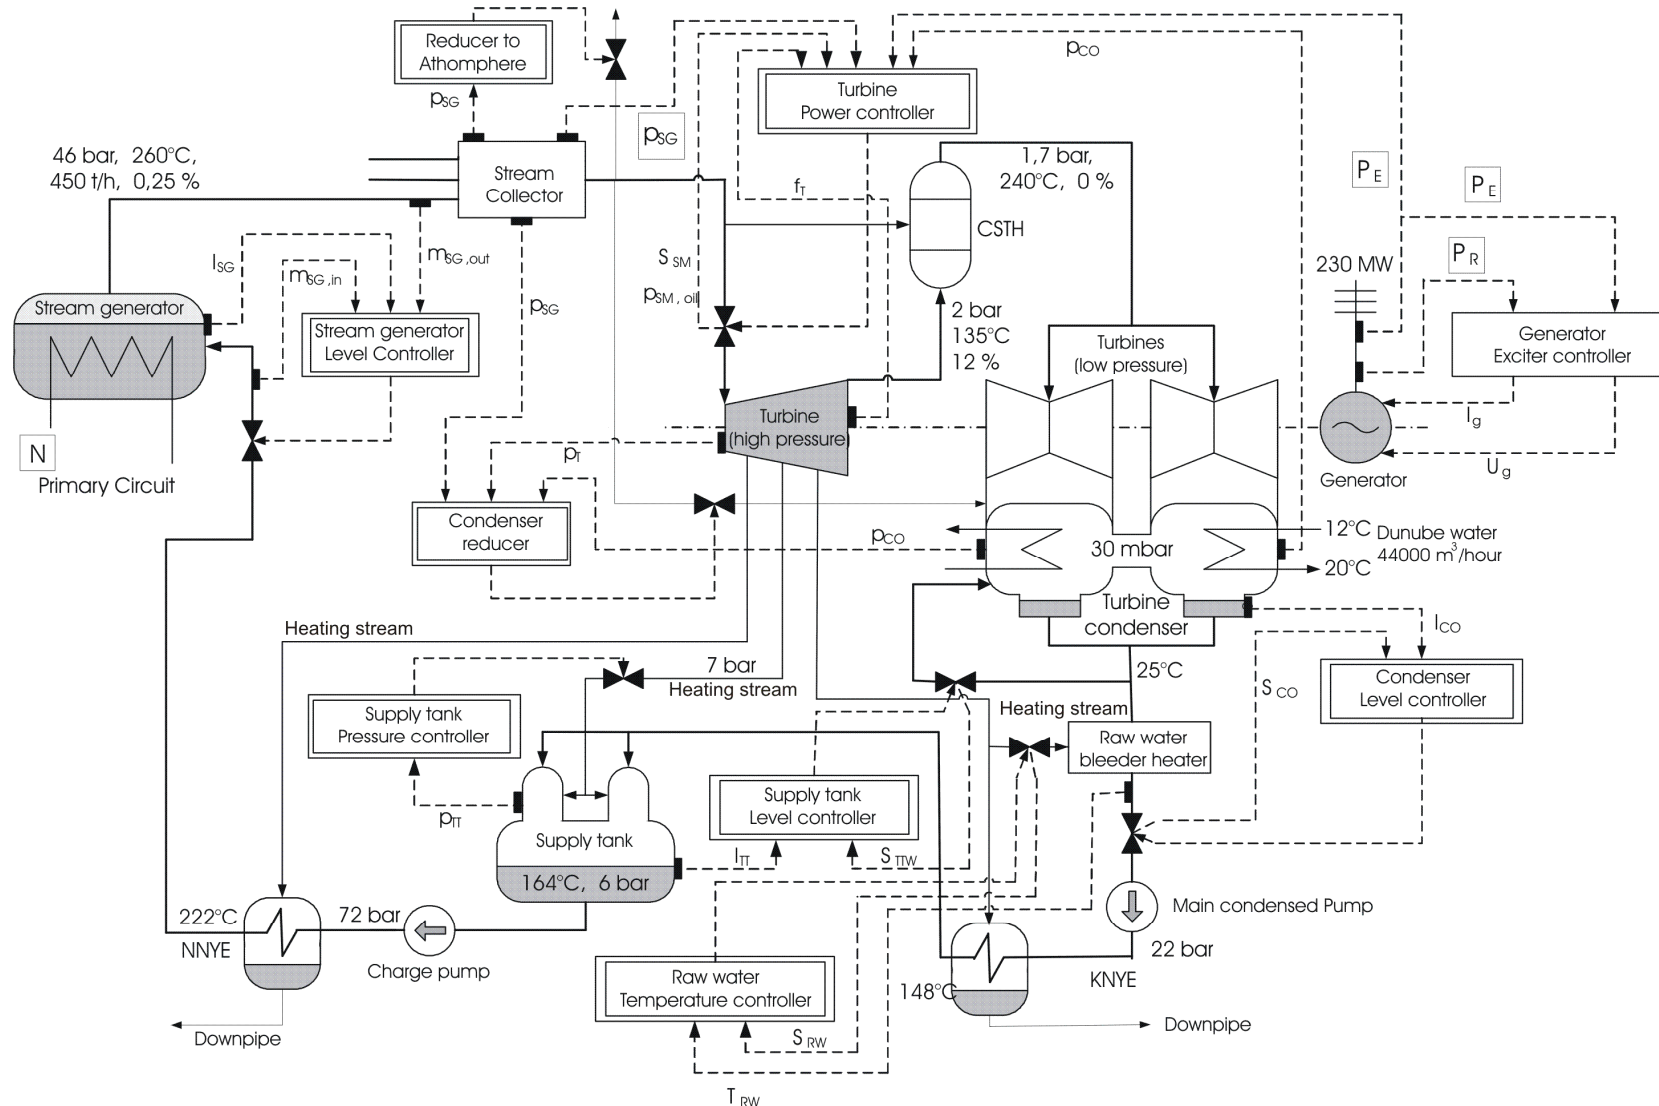 Reducer to
Athomphere
pSG
Turbine
Power controller
pCO
pSG
46 bar, 260°C,
450 t/h, 0,25 %
Stream
Collector
1,7 bar,
240°C, 0 %
PE
PE
fT
CSTH
lSG
mSG,in
mSG,out
SSM
pSM, oil
PR
230 MW
pSG
Stream generator
Stream generator
Level Controller
2 bar
135°C
12 %
Turbines
(low pressure)
Generator
Exciter controller
Turbine
(high pressure)
Ig
Ug
Generator
N
Primary Circuit
pT
Condenser
reducer
pCO
30 mbar
12°C
20°C
Dunube water
44000 m³/hour
Turbine
condenser
lCO
Heating stream
7 bar
Heating stream
25°C
SCO
Condenser
Level controller
Supply tank
Pressure controller
Heating stream
Raw water
bleeder heater
pTT
Supply tank
Supply tank
Level controller
lTT
STTW
164°C, 6 bar
222°C
NNYE
72 bar
Charge pump
Main condensed Pump
22 bar
KNYE
148°C
Raw water
Temperature controller
Downpipe
Downpipe
SRW
TRW